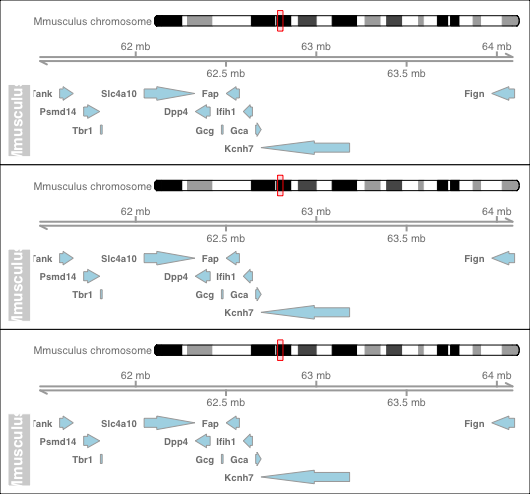 Mmusculus chromosome
62 mb 63 mb 64 mb
62.5 mb 63.5 mb
Mmusculus
Tank Slc4a10 Fap Fign
Psmd14 Dpp4 Ifih1
Tbr1 Gcg Gca
Kcnh7
Mmusculus chromosome
62 mb 63 mb 64 mb
62.5 mb 63.5 mb
Mmusculus
Tank Slc4a10 Fap Fign
Psmd14 Dpp4 Ifih1
Tbr1 Gcg Gca
Kcnh7
Mmusculus chromosome
62 mb 63 mb 64 mb
62.5 mb 63.5 mb
Mmusculus
Tank Slc4a10 Fap Fign
Psmd14 Dpp4 Ifih1
Tbr1 Gcg Gca
Kcnh7